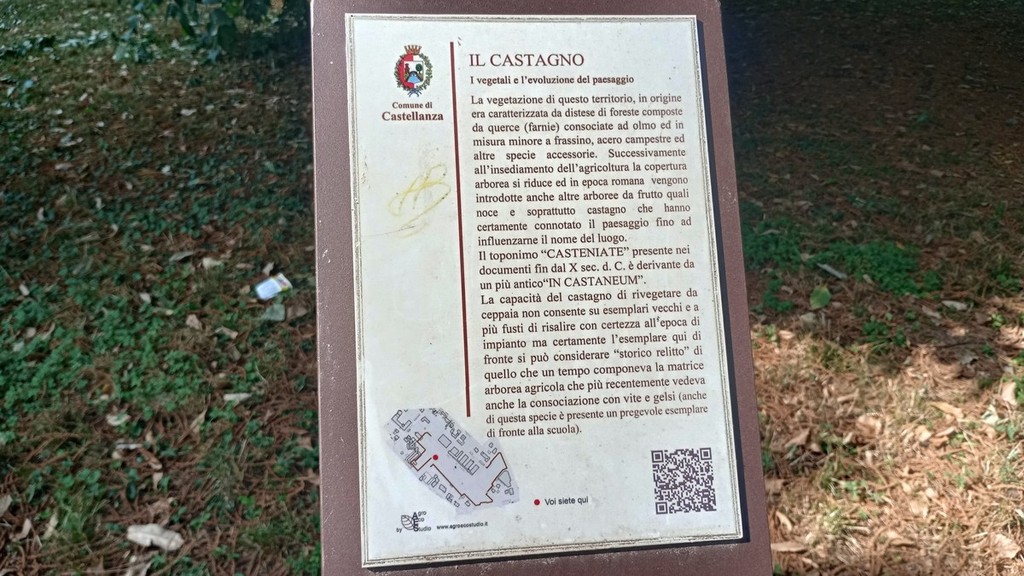 Comune di
Castellanza
IL CASTAGNO
I vegetali e l'evoluzione del paesaggio
La vegetazione di questo territorio, in origine
era caratterizzata da distese di foreste composte
da querce (farnie) consociate ad olmo ed in
misura minore a frassino, acero campestre ed
altre specie accessorie. Successivamente
all'insediamento dell'agricoltura la copertura
arborea si riduce ed in epoca romana vengono
introdotte anche altre arboree da frutto quali
noce e soprattutto castagno che hanno
certamente connotato il paesaggio fino ad
influenzarne il nome del luogo.
Il toponimo “CASTENIATE” presente nei
documenti fin dal X sec. d. C. è derivante da
un più antico“IN CASTANEUM”.
La capacità del castagno di rivegetare da
ceppaia non consente su esemplari vecchi e a
più fusti di risalire con certezza all'epoca di
impianto ma certamente l'esemplare qui di
fronte si può considerare “storico relitto” di
quello che un tempo componeva la matrice
arborea agricola che più recentemente vedeva
anche la consociazione con vite e gelsi (anche
di questa specie è presente un pregevole esemplare
di fronte alla scuola).
Voi siete qui
by Agro Eco Studio www.agroecostudio.it